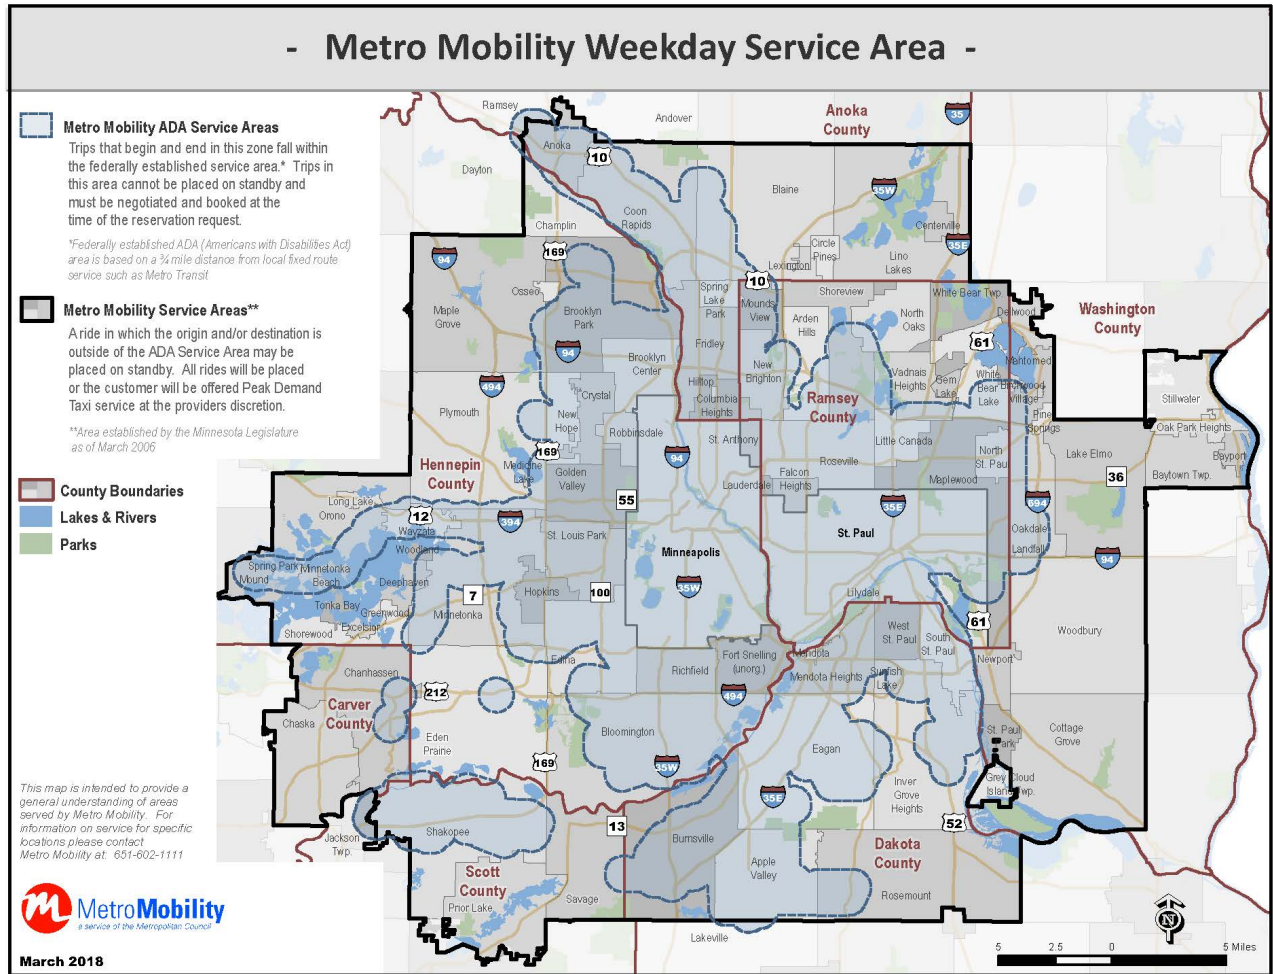 - Metro Mobility Weekday Service Area -
Metro Mobility ADA Service Areas
Trips that begin and end in this zone fall within
the federally established service area.* Trips in
this area cannot be placed on standby and
must be negotiated and booked at the
time of the reservation request.
*Federally established ADA (Americans with Disabilities Act)
area is based on a ¾ mile distance from local fixed route
service such as Metro Transit
Metro Mobility Service Areas**
A ride in which the origin and/or destination is
outside of the ADA Service Area may be
placed on standby. All rides will be placed
or the customer will be offered Peak Demand
Taxi service at the providers discretion.
**Area established by the Minnesota Legislature
as of March 2006
County Boundaries
Lakes & Rivers
Parks
This map is intended to provide a
general understanding of areas
served by Metro Mobility. For
information on service for specific
locations please contact
Metro Mobility at: 651-602-1111
MetroMobility
a service of the Metropolitan Council
March 2018
Ramsey
Andover
Anoka
County
35
Anoka
10
Dayton
Blaine
35W
Coon
Rapids
Champlin
Centerville
169
Circle
Pines
35E
94
Lexington
Lino
Lakes
10
Osseo
Spring
Lake
Park
Shoreview
White Bear Twp.
Maple
Grove
Brooklyn
Park
Mounds
View
Arden
Hills
North
Oaks
Dellwood
Washington
County
94
Fridley
61
Mahtomedi
Brooklyn
Center
New
Brighton
Vadnais
Heights
Gem
Lake
White
Bear
Lake
Birchwood
Village
494
Hilltop
Columbia
Heights
Crystal
Ramsey
County
Stillwater
Plymouth
New
Hope
Pine
Springs
Oak Park Heights
Robbinsdale
St. Anthony
Little Canada
169
94
Roseville
North
St. Paul
Lake Elmo
Bayport
Hennepin
County
Medicine
Lake
Golden
Valley
Lauderdale
Falcon
Heights
Maplewood
36
Baytown Twp.
Long Lake
Orono
55
35E
694
12
394
Wayzata
Woodland
St. Louis Park
Minneapolis
St. Paul
Oakdale
Landfall
94
Spring Park
Mound
Minnetonka
Beach
Deephaven
35W
Tonka Bay
Greenwood
7
Hopkins
100
Lilydale
Excelsior
Minnetonka
61
Shorewood
West
St. Paul
South
St. Paul
Woodbury
Edina
Richfield
Fort Snelling
(unorg.)
Mendota
Newport
Chanhassen
Mendota Heights
Sunfish
Lake
212
494
Carver
County
Chaska
Eden
Prairie
Bloomington
St. Paul
Park
Cottage
Grove
Eagan
169
35W
Grey Cloud
Island Twp.
Inver
Grove
Heights
35E
13
52
Jackson
Twp.
Shakopee
Burnsville
Dakota
County
Apple
Valley
Scott
County
Savage
Rosemount
Prior Lake
Lakeville
N
5 2.5 0 5 Miles